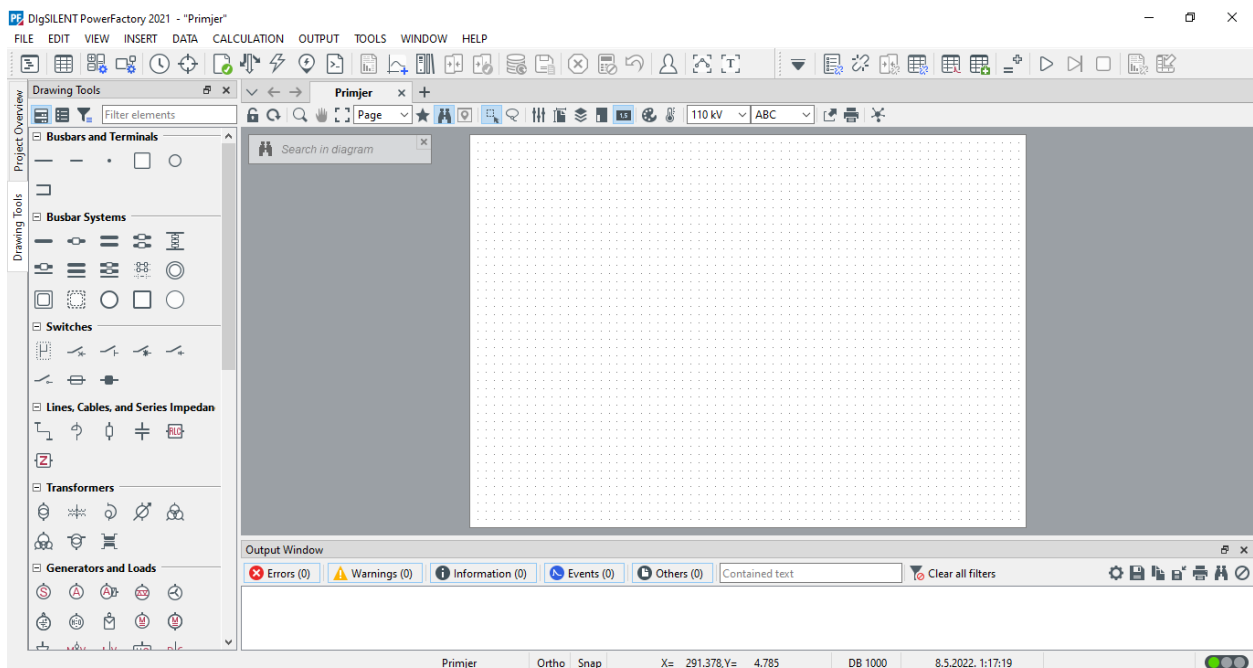 DIgSILENT PowerFactory 2021 - "Primjer"
FILE EDIT VIEW INSERT DATA CALCULATION OUTPUT TOOLS WINDOW HELP
Project Overview
Drawing Tools
Drawing Tools
Filter elements
Busbars and Terminals
Busbar Systems
Switches
Lines, Cables, and Series Impedan
RLC
Z
Transformers
Generators and Loads
Primjer
Page 110 kV ABC
Search in diagram
Output Window
Errors (0) Warnings (0) Information (0) Events (0) Others (0) Contained text Clear all filters
Primjer Ortho Snap X= 291.378,Y= 4.785 DB 1000 8.5.2022. 1:17:19